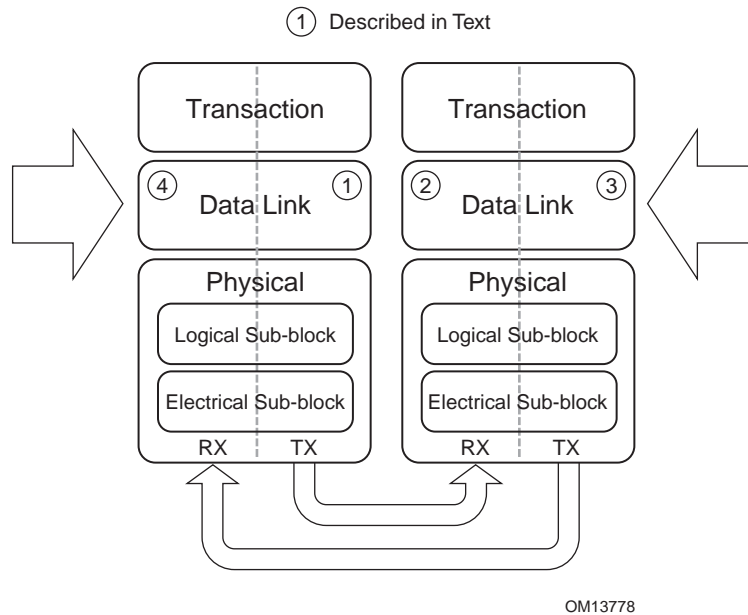 ① Described in Text
Transaction
Transaction
④ ① Data Link
② ③ Data Link
Physical
Physical
Logical Sub-block
Logical Sub-block
Electrical Sub-block
Electrical Sub-block
RX TX
RX TX
OM13778